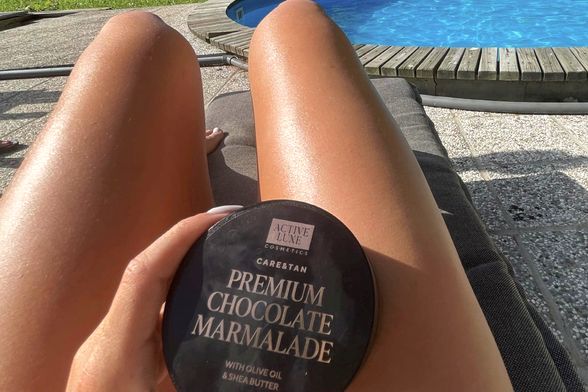 ACTIVE
LUXE
COSMETICS
CARE&TAN
PREMIUM
CHOCOLATE
MARMALADE
WITH OLIVE OIL
& SHEA BUTTER